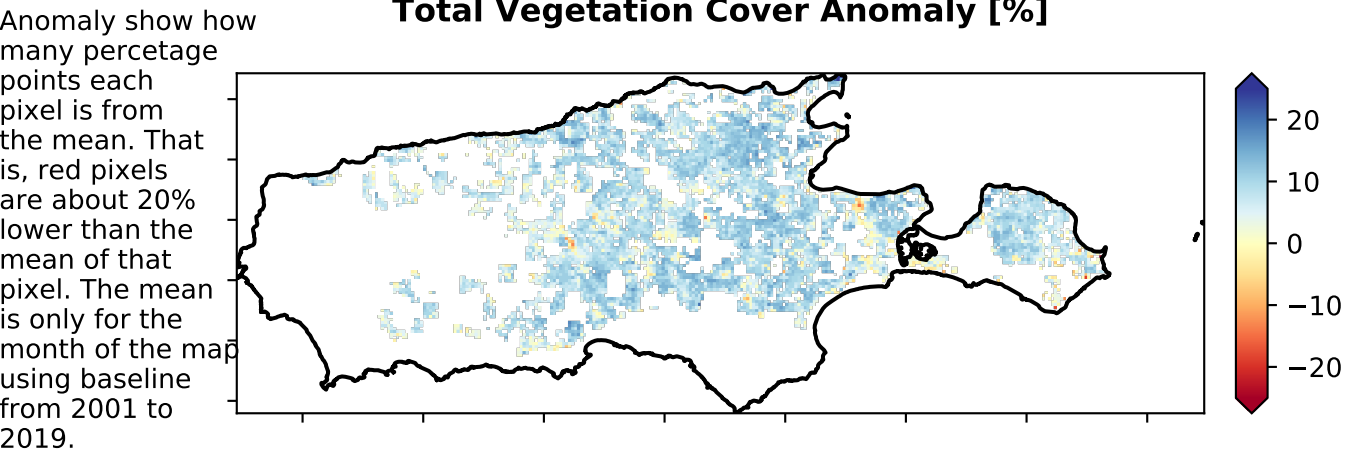 Total Vegetation Cover Anomaly [%]
Anomaly show how
many percetage
points each
pixel is from
the mean. That
is, red pixels
are about 20%
lower than the
mean of that
pixel. The mean
is only for the
month of the map
using baseline
from 2001 to
2019.
20
10
0
−10
−20